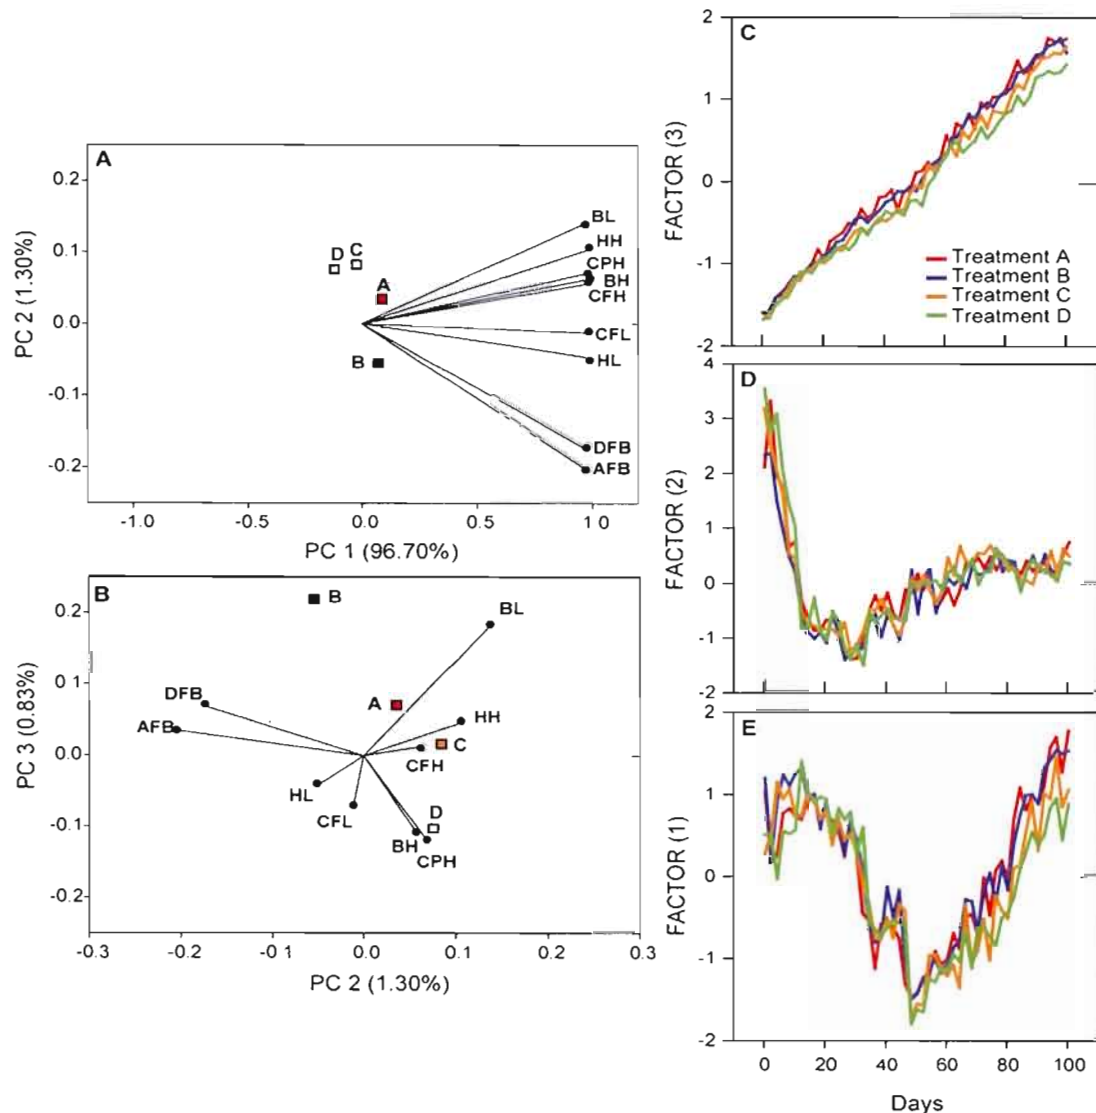 A
PC 2 (1.30%)
0.2
0.1
0.0
-0.1
-0.2
D C
A
B
BL
HH
CPH
BH
CFH
CFL
HL
DFB
AFB
-1.0 -0.5 0.0 0.5 1.0
PC 1 (96.70%)
B
PC 3 (0.83%)
0.2
0.1
0.0
-0.1
-0.2
B
BL
DFB
A
HH
AFB
C
CFH
HL
CFL
D
BH
CPH
-0.3 -0.2 -0.1 0.0 0.1 0.2 0.3
PC 2 (1.30%)
C
FACTOR (3)
2
1
0
-1
-2
Treatment A
Treatment B
Treatment C
Treatment D
D
FACTOR (2)
4
3
2
1
0
-1
-2
E
FACTOR (1)
2
1
0
-1
-2
0 20 40 60 80 100
Days